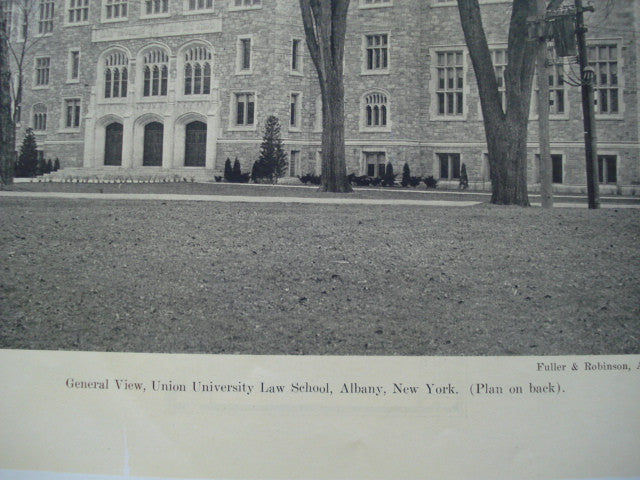 Fuller & Robinson, A
General View, Union University Law School, Albany, New York. (Plan on back).